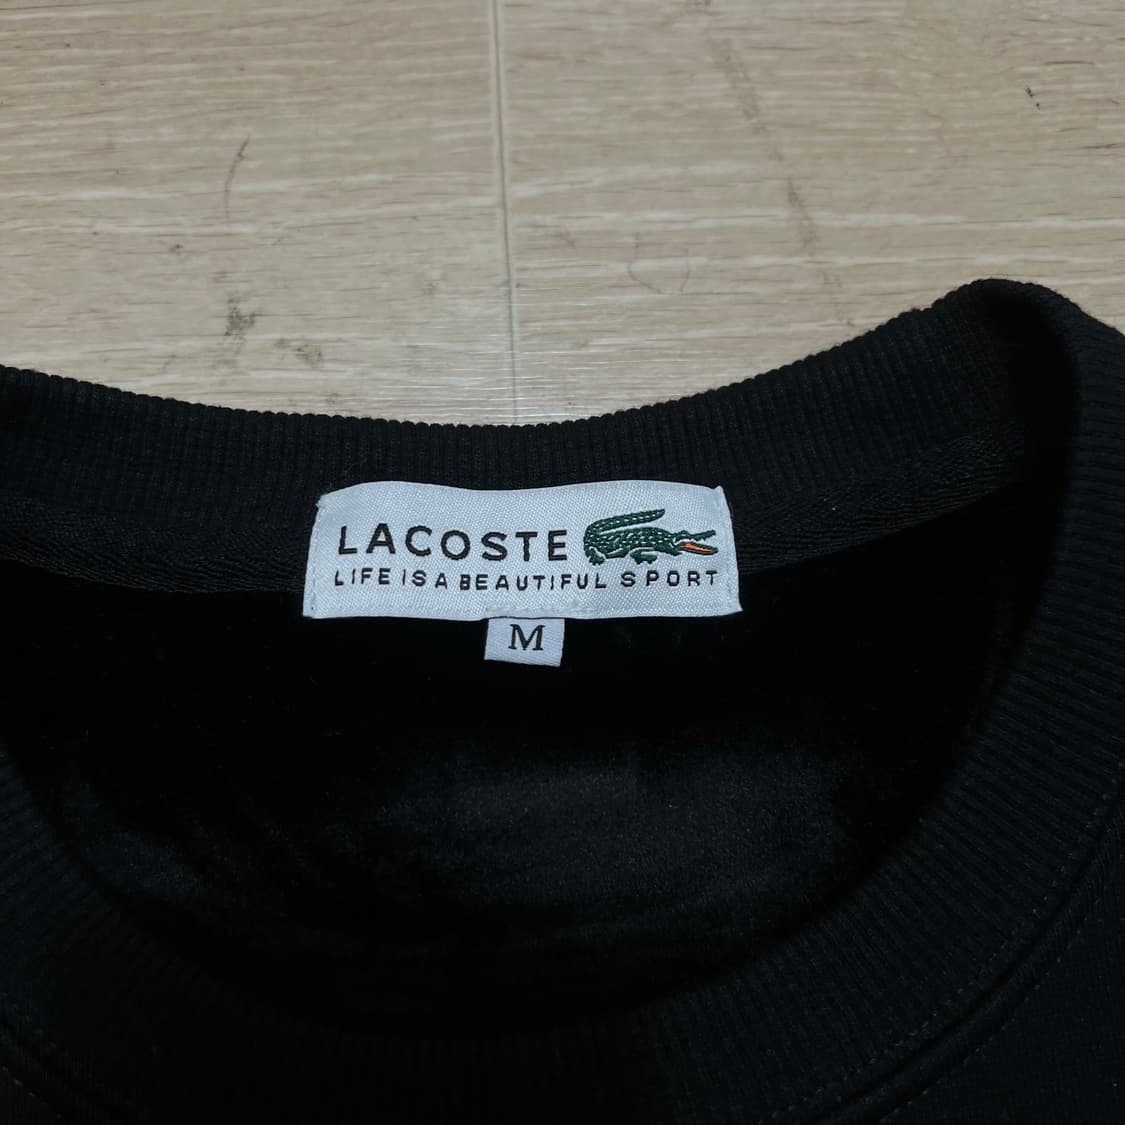 LACOSTE
LIFE IS A BEAUTIFUL SPORT
M